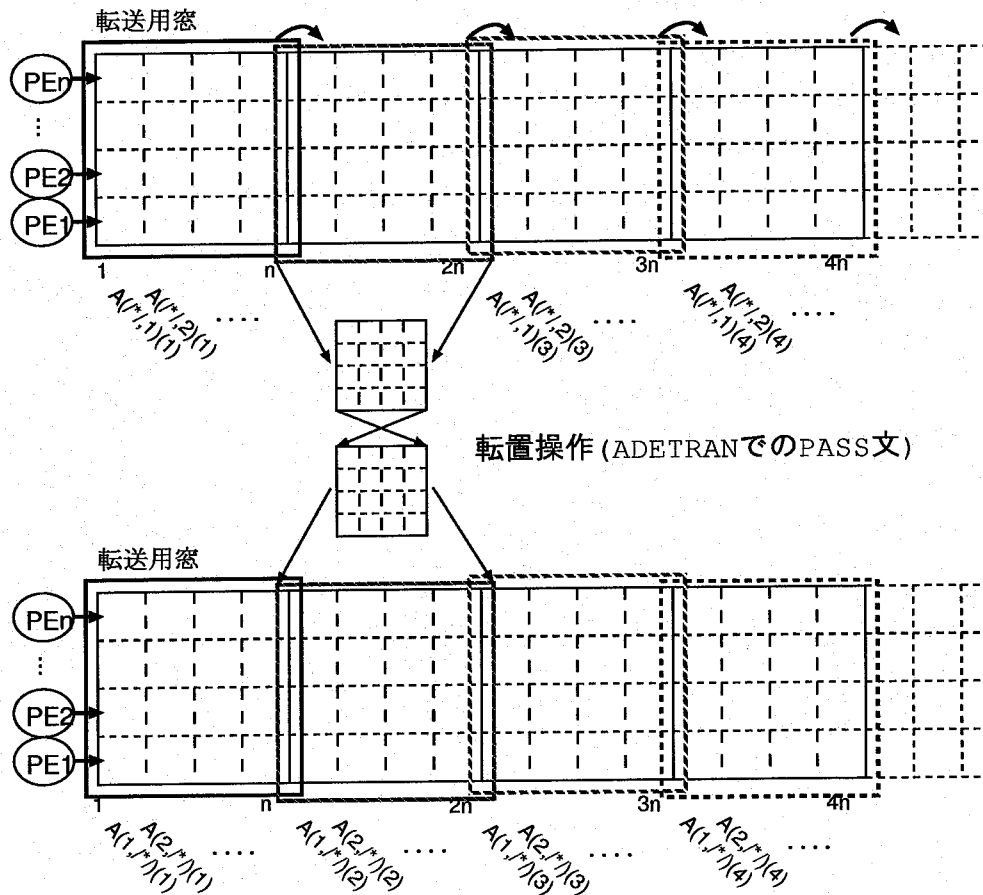 転送用窓
PEn
⋮
PE2
PE1
1 n 2n 3n 4n
A(/*/,1)(1) A(/*/,2)(1) ····
A(/*/,1)(3) A(/*/,2)(3) ····
A(/*/,1)(4) A(/*/,2)(4) ····
転置操作(ADETRANでのPASS文)
転送用窓
PEn
⋮
PE2
PE1
1 n 2n 3n 4n
A(1,/*/)(1) A(2,/*/)(1) ····
A(1,/*/)(2) A(2,/*/)(2) ····
A(1,/*/)(3) A(2,/*/)(3) ····
A(1,/*/)(4) A(2,/*/)(4) ····